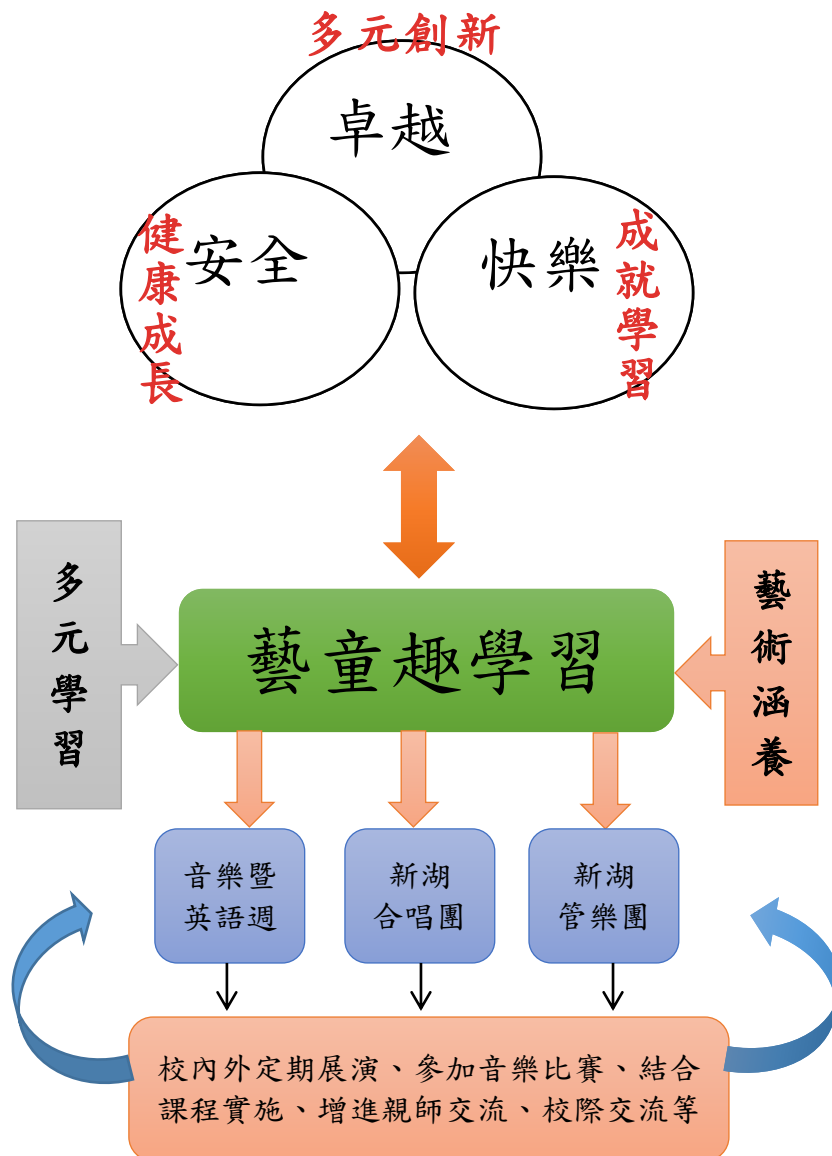 多元創新
卓越
健康成長
安全
快樂
成就學習
多元學習
藝童趣學習
藝術涵養
音樂暨
英語週
新湖
合唱團
新湖
管樂團
校內外定期展演、參加音樂比賽、結合
課程實施、增進親師交流、校際交流等